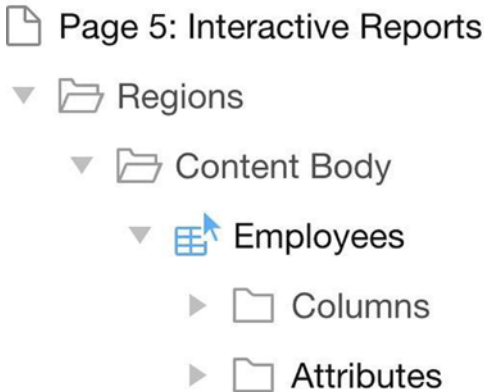 Page 5: Interactive Reports
Regions
Content Body
Employees
Columns
Attributes